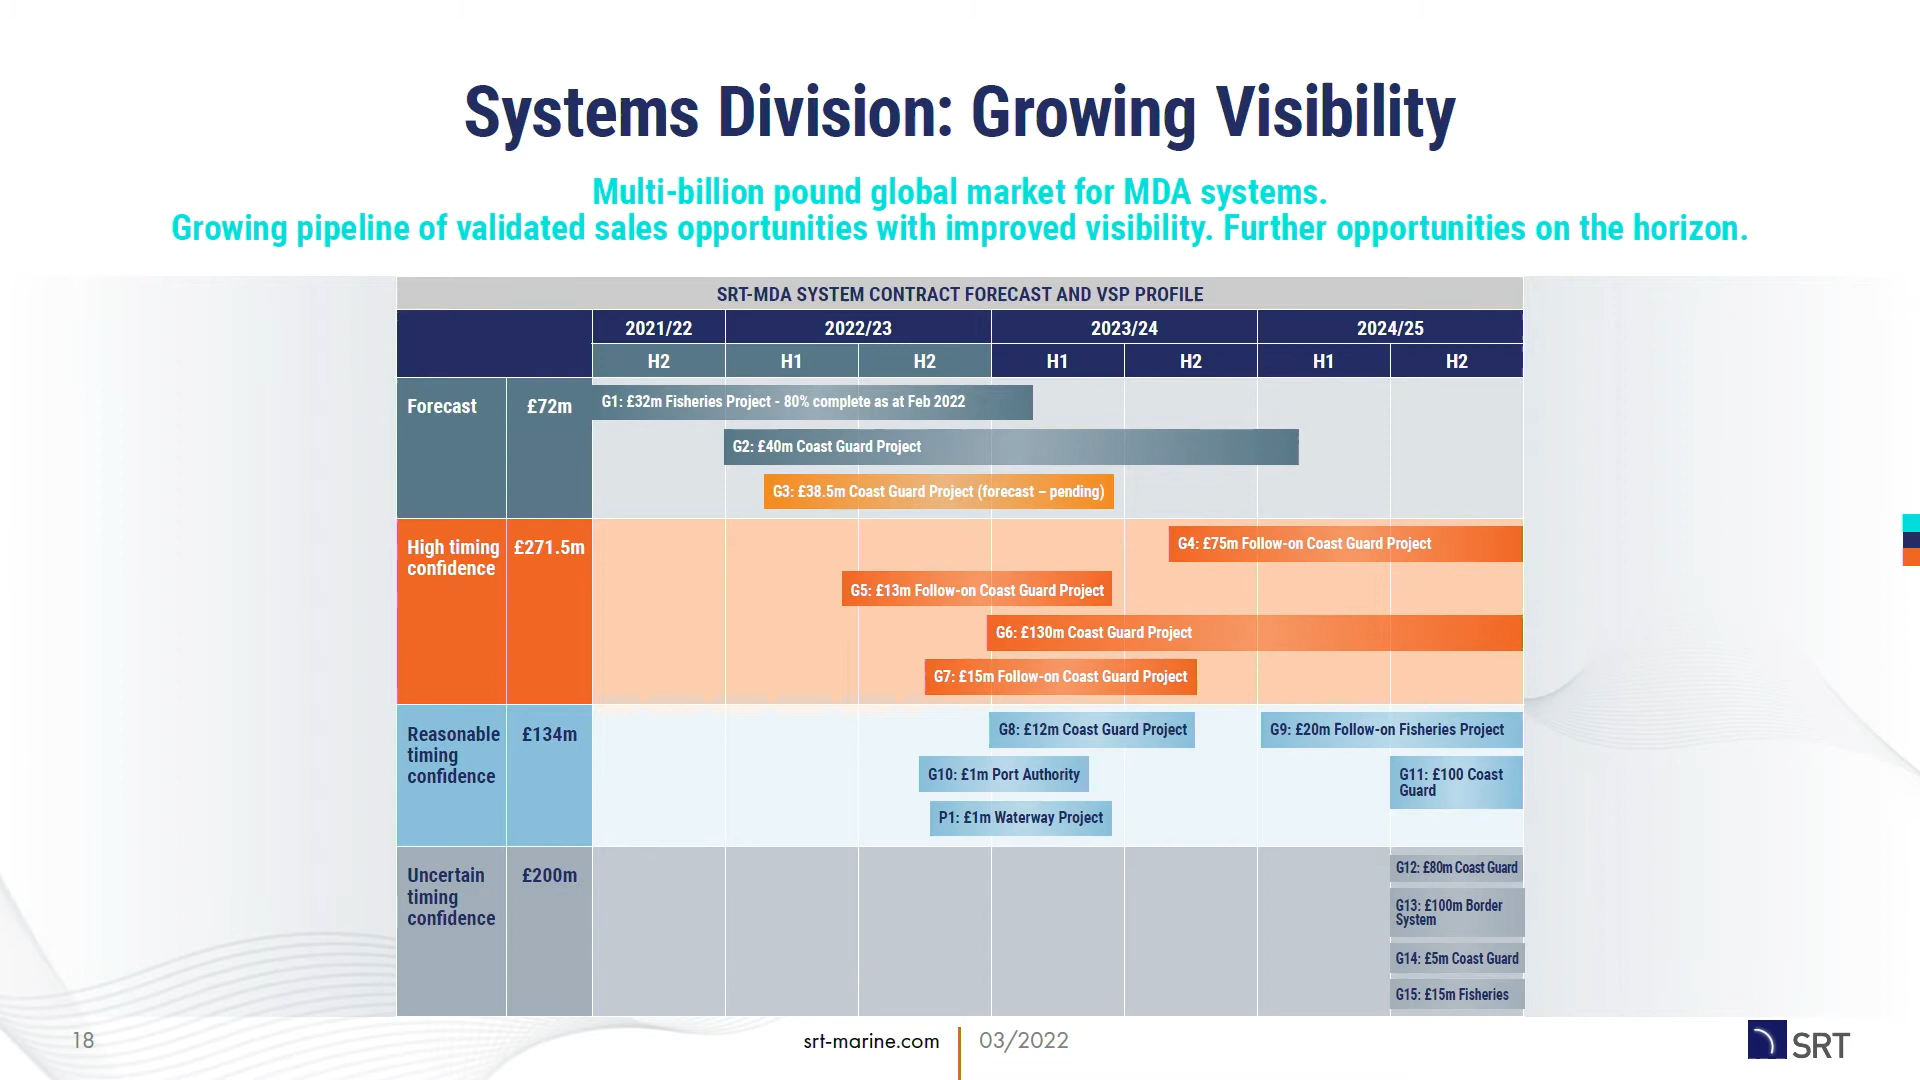 Systems Division: Growing Visibility
Multi-billion pound global market for MDA systems.
Growing pipeline of validated sales opportunities with improved visibility. Further opportunities on the horizon.
SRT-MDA SYSTEM CONTRACT FORECAST AND VSP PROFILE
2021/22 2022/23 2023/24 2024/25
H2 H1 H2 H1 H2 H1 H2
Forecast £72m
G1: £32m Fisheries Project - 80% complete as at Feb 2022
G2: £40m Coast Guard Project
G3: £38.5m Coast Guard Project (forecast – pending)
High timing
confidence
£271.5m
G4: £75m Follow-on Coast Guard Project
G5: £13m Follow-on Coast Guard Project
G6: £130m Coast Guard Project
G7: £15m Follow-on Coast Guard Project
Reasonable
timing
confidence
£134m
G8: £12m Coast Guard Project
G9: £20m Follow-on Fisheries Project
G10: £1m Port Authority
G11: £100 Coast
Guard
P1: £1m Waterway Project
Uncertain
timing
confidence
£200m
G12: £80m Coast Guard
G13: £100m Border
System
G14: £5m Coast Guard
G15: £15m Fisheries
18
srt-marine.com
03/2022
SRT